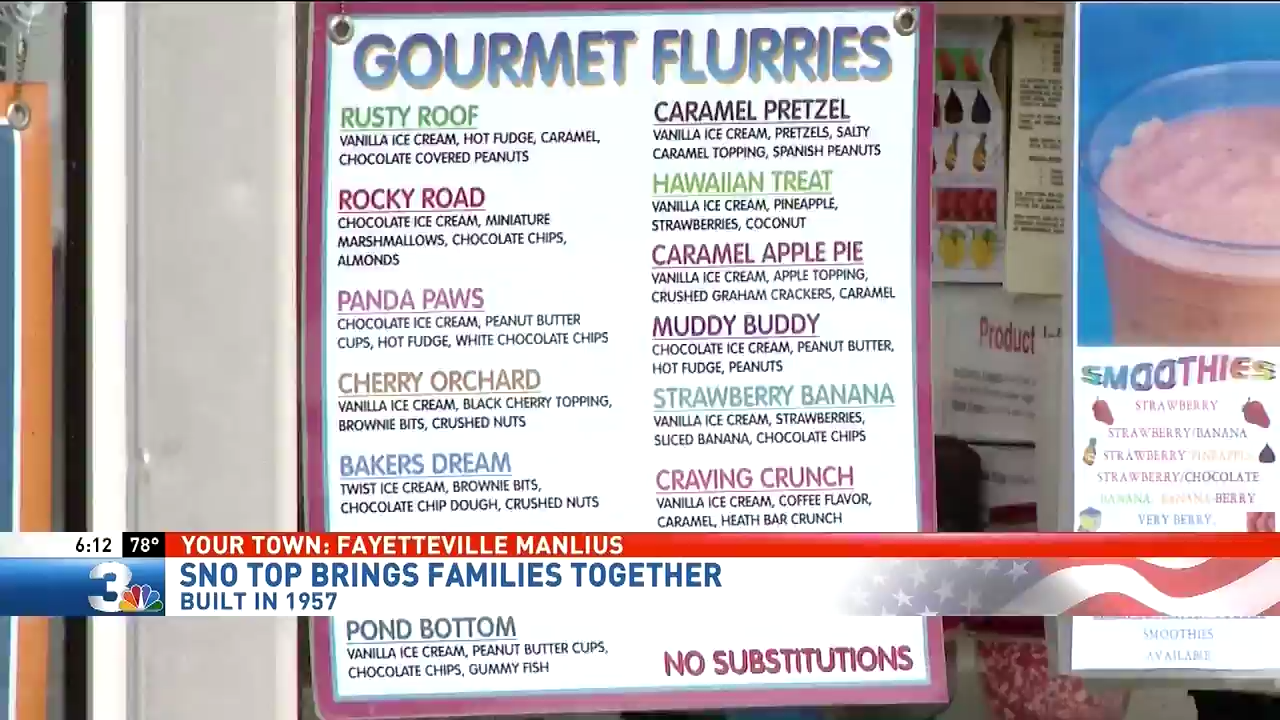 GOURMET FLURRIES
RUSTY ROOF
VANILLA ICE CREAM, HOT FUDGE, CARAMEL,
CHOCOLATE COVERED PEANUTS
ROCKY ROAD
CHOCOLATE ICE CREAM, MINIATURE
MARSHMALLOWS, CHOCOLATE CHIPS,
ALMONDS
PANDA PAWS
CHOCOLATE ICE CREAM, PEANUT BUTTER
CUPS, HOT FUDGE, WHITE CHOCOLATE CHIPS
CHERRY ORCHARD
VANILLA ICE CREAM, BLACK CHERRY TOPPING,
BROWNIE BITS, CRUSHED NUTS
BAKERS DREAM
TWIST ICE CREAM, BROWNIE BITS,
CHOCOLATE CHIP DOUGH, CRUSHED NUTS
POND BOTTOM
VANILLA ICE CREAM, PEANUT BUTTER CUPS,
CHOCOLATE CHIPS, GUMMY FISH
CARAMEL PRETZEL
VANILLA ICE CREAM, PRETZELS, SALTY
CARAMEL TOPPING, SPANISH PEANUTS
HAWAIIAN TREAT
VANILLA ICE CREAM, PINEAPPLE,
STRAWBERRIES, COCONUT
CARAMEL APPLE PIE
VANILLA ICE CREAM, APPLE TOPPING,
CRUSHED GRAHAM CRACKERS, CARAMEL
MUDDY BUDDY
CHOCOLATE ICE CREAM, PEANUT BUTTER,
HOT FUDGE, PEANUTS
STRAWBERRY BANANA
VANILLA ICE CREAM, STRAWBERRIES,
SLICED BANANA, CHOCOLATE CHIPS
CRAVING CRUNCH
VANILLA ICE CREAM, COFFEE FLAVOR,
CARAMEL, HEATH BAR CRUNCH
NO SUBSTITUTIONS
Product
SMOOTHIES
STRAWBERRY
STRAWBERRY/BANANA
STRAWBERRY/PINEAPPLE
STRAWBERRY/CHOCOLATE
BANANA, BANANA-BERRY
VERY BERRY,
SMOOTHIES
AVAILABLE
6:12 78°
YOUR TOWN: FAYETTEVILLE MANLIUS
3
SNO TOP BRINGS FAMILIES TOGETHER
BUILT IN 1957